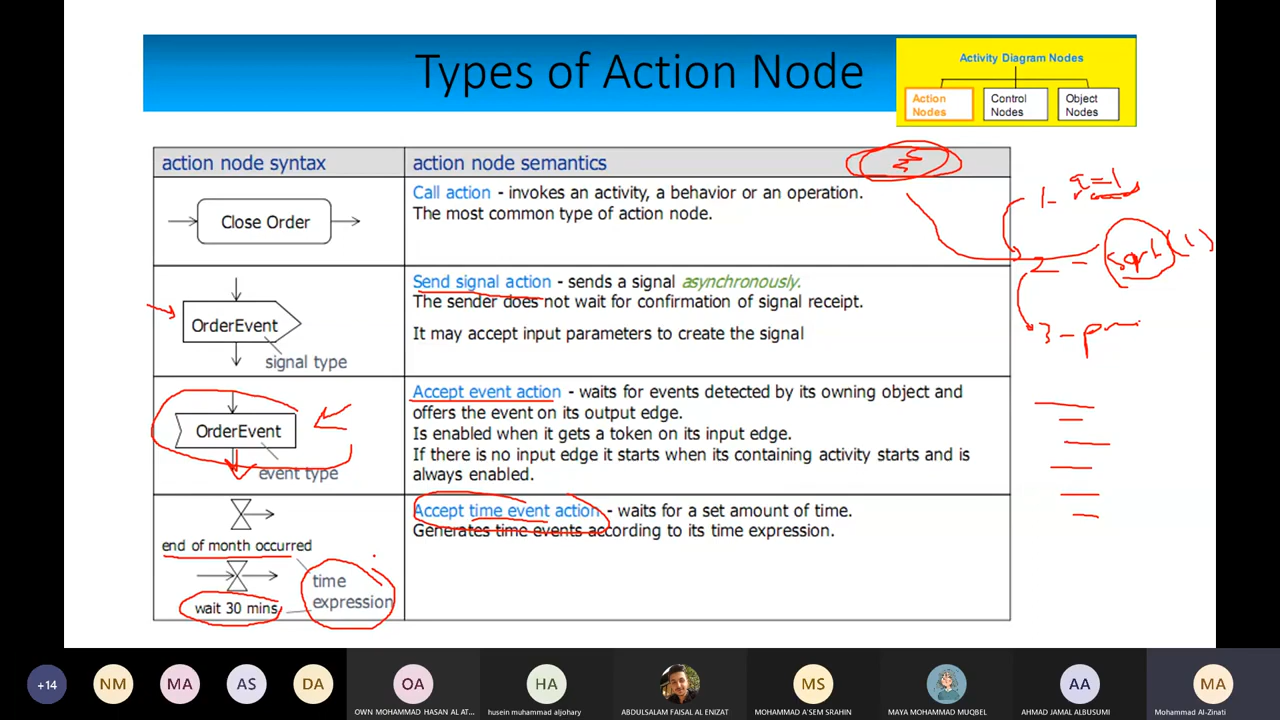 Types of Action Node
Activity Diagram Nodes
Action
Nodes
Control
Nodes
Object
Nodes
action node syntax
action node semantics
Close Order
Call action - invokes an activity, a behavior or an operation.
The most common type of action node.
OrderEvent
signal type
Send signal action - sends a signal asynchronously.
The sender does not wait for confirmation of signal receipt.
It may accept input parameters to create the signal
OrderEvent
event type
Accept event action - waits for events detected by its owning object and
offers the event on its output edge.
Is enabled when it gets a token on its input edge.
If there is no input edge it starts when its containing activity starts and is
always enabled.
end of month occurred
time
expression
wait 30 mins
Accept time event action - waits for a set amount of time.
Generates time events according to its time expression.
+14
NM
MA
AS
DA
OA
OWN MOHAMMAD HASAN AL AT...
HA
husein muhammad aljohary
ABDULSALAM FAISAL AL ENIZAT
MS
MOHAMMAD A'SEM SRAHIN
MAYA MOHAMMAD MUQBEL
AA
AHMAD JAMAL ALBUSUMI
MA
Mohammad Al-Zinati